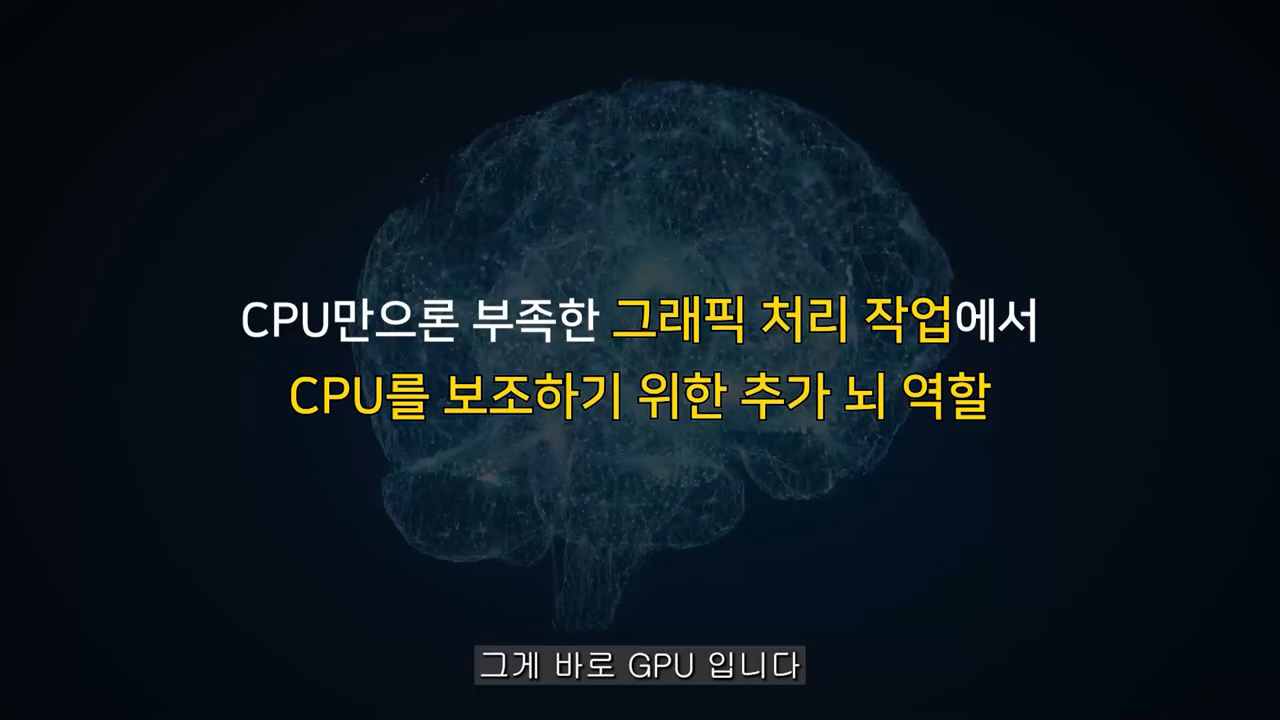 CPU만으론 부족한 그래픽 처리 작업에서
CPU를 보조하기 위한 추가 뇌 역할
그게 바로 GPU 입니다